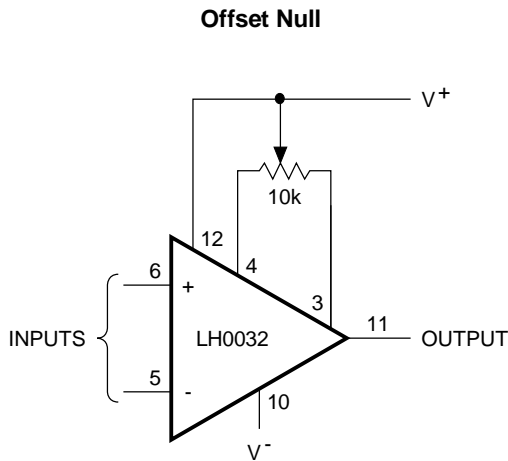 Offset Null
V+
10k
12
4
6
+
3
INPUTS
LH0032
11
OUTPUT
5
-
10
V-